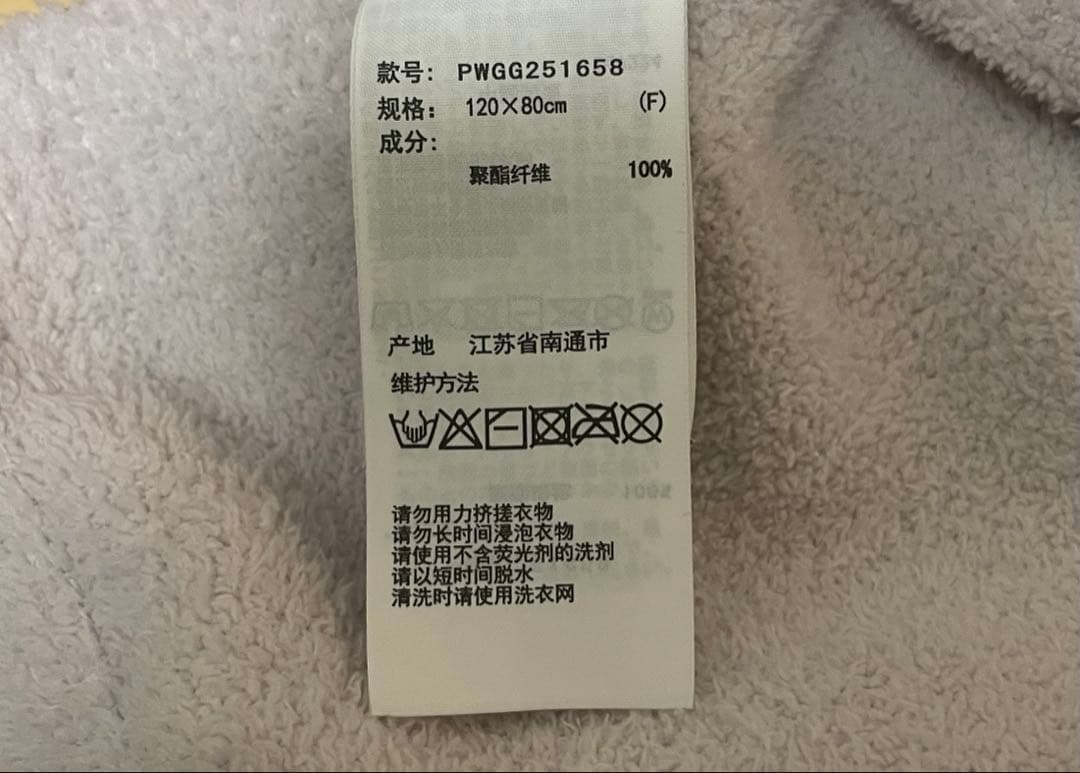 款号: PWGG251658
规格: 120×80cm (F)
成分:
聚酯纤维 100%
产地 江苏省南通市
维护方法
请勿用力挤搓衣物
请勿长时间浸泡衣物
请使用不含荧光剂的洗剂
请以短时间脱水
清洗时请使用洗衣网